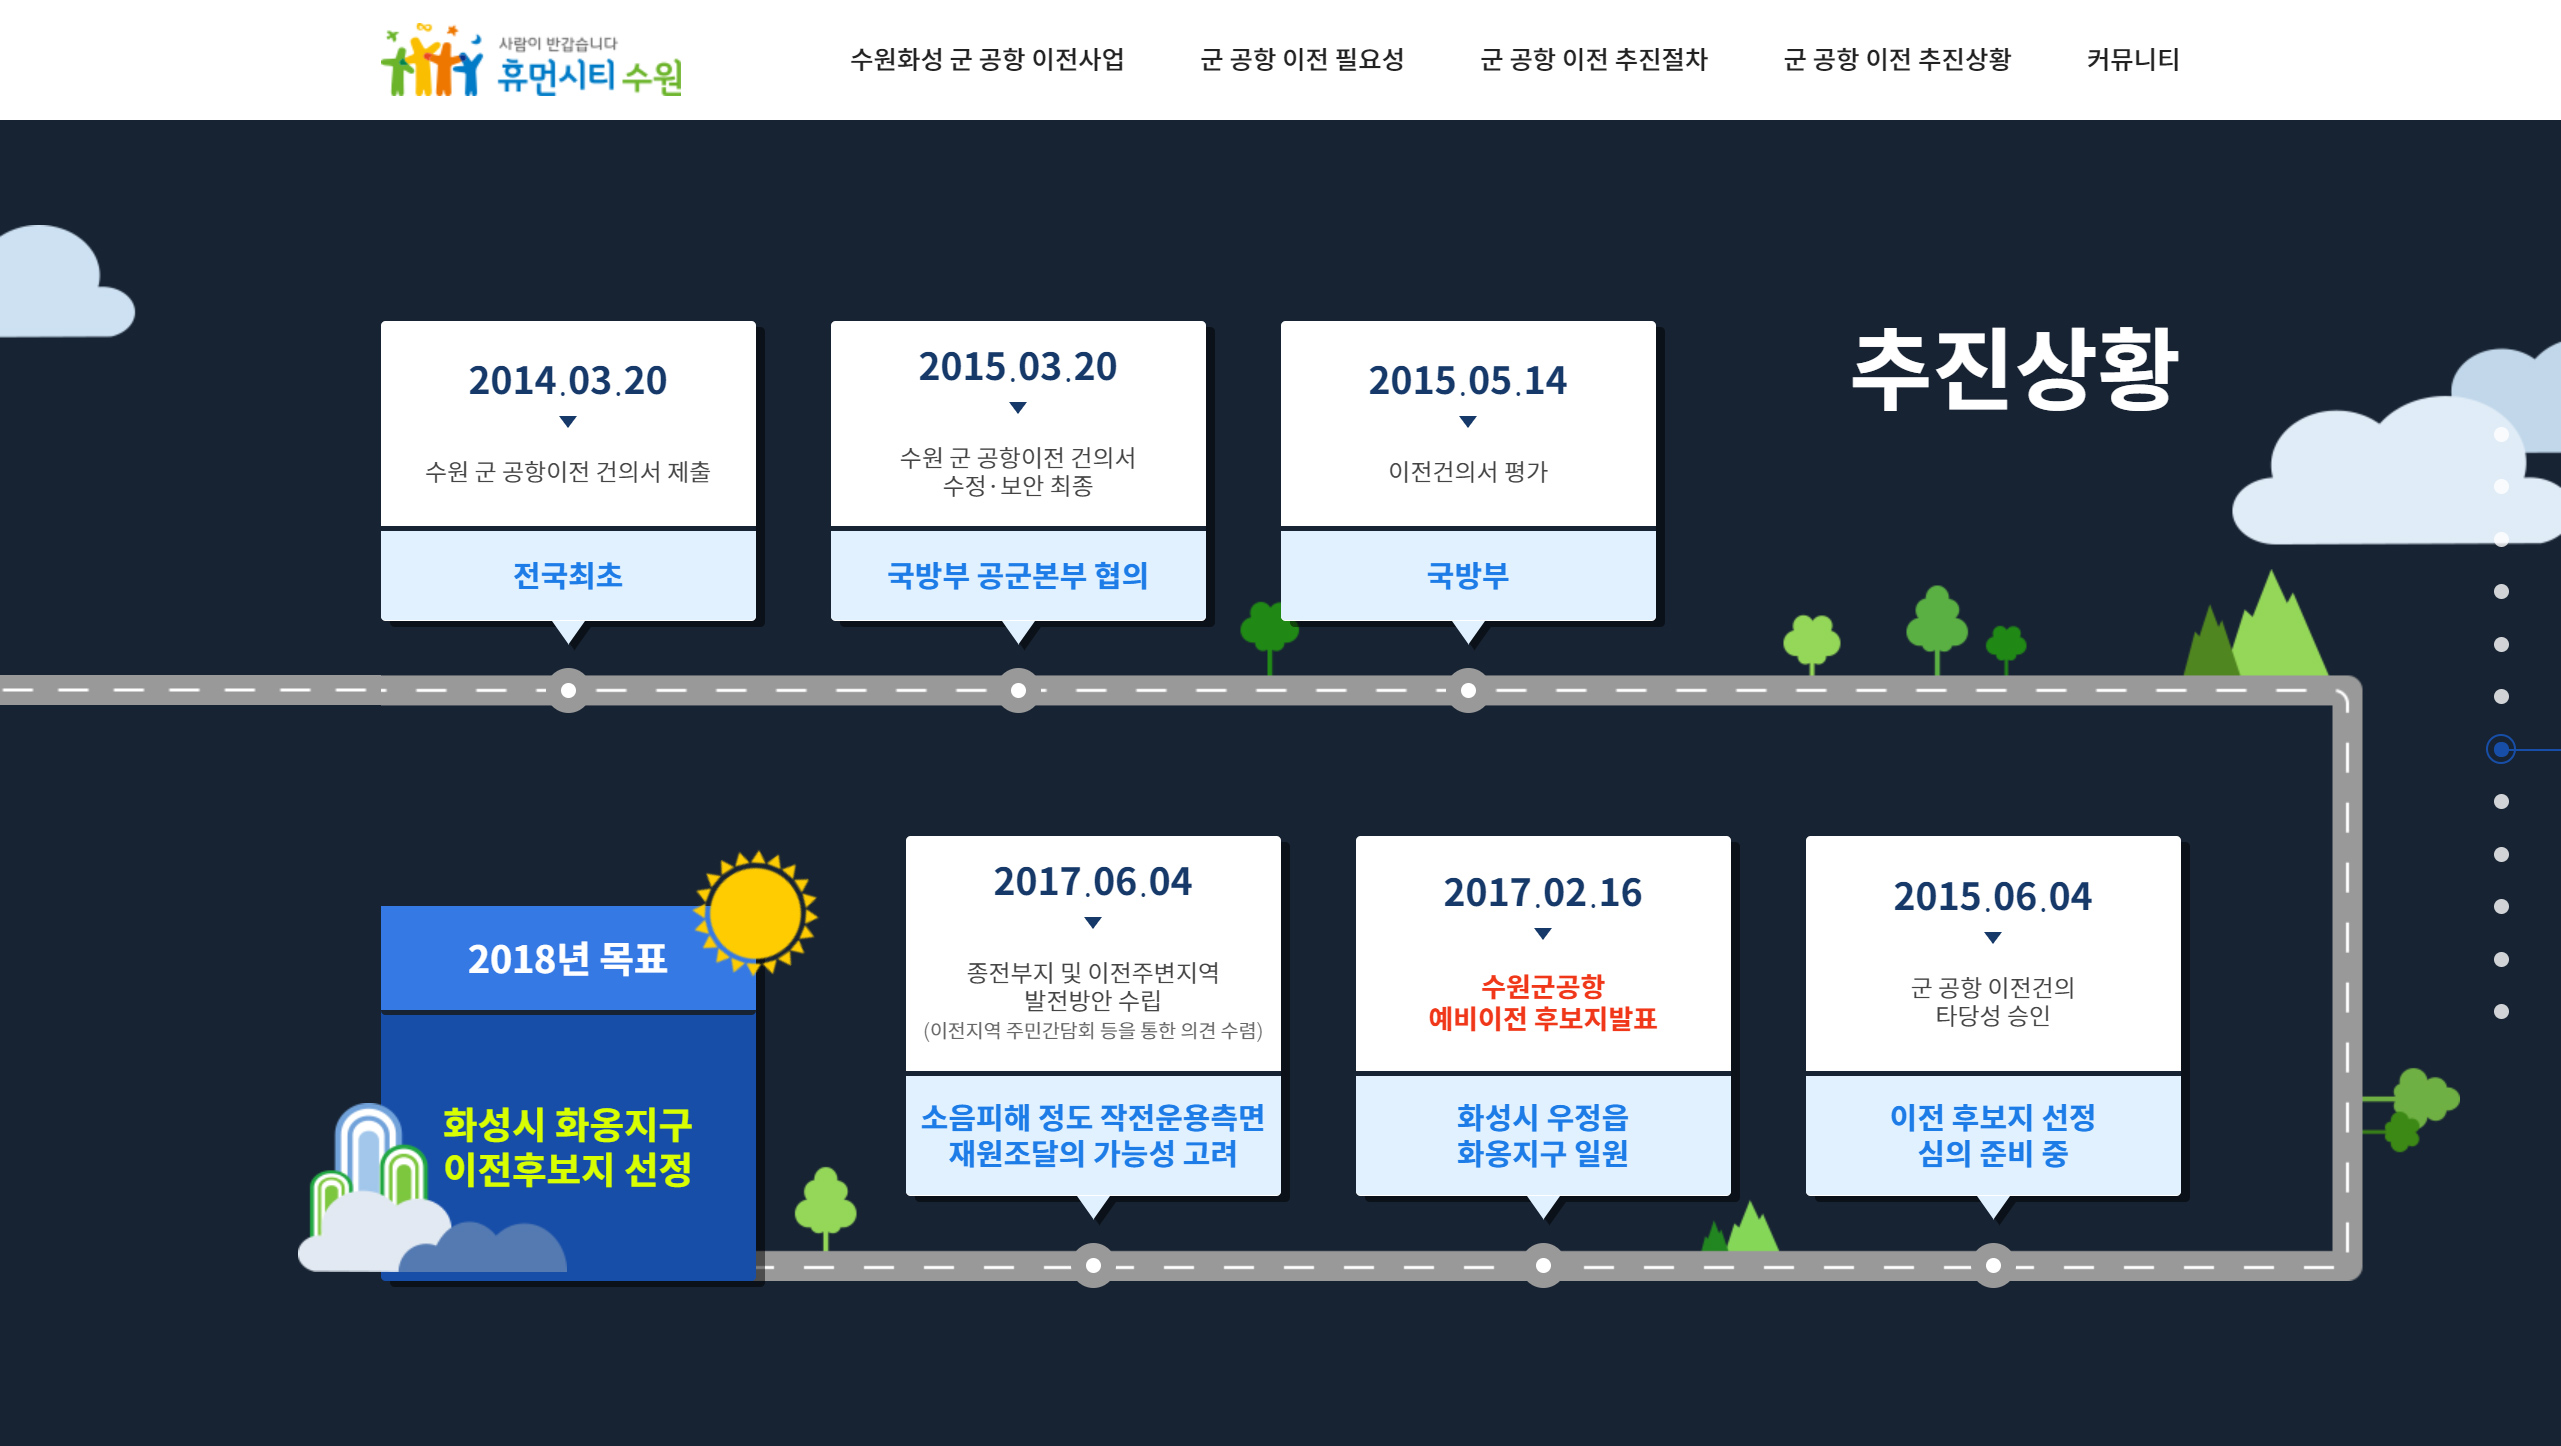 사람이 반갑습니다
휴먼시티 수원
수원화성 군 공항 이전사업
군 공항 이전 필요성
군 공항 이전 추진절차
군 공항 이전 추진상황
커뮤니티
추진상황
2014.03.20
수원 군 공항이전 건의서 제출
전국최초
2015.03.20
수원 군 공항이전 건의서
수정·보안 최종
국방부 공군본부 협의
2015.05.14
이전건의서 평가
국방부
2015.06.04
군 공항 이전건의
타당성 승인
이전 후보지 선정
심의 준비 중
2017.02.16
수원군공항
예비이전 후보지발표
화성시 우정읍
화옹지구 일원
2017.06.04
종전부지 및 이전주변지역
발전방안 수립
(이전지역 주민간담회 등을 통한 의견 수렴)
소음피해 정도 작전운용측면
재원조달의 가능성 고려
2018년 목표
화성시 화옹지구
이전후보지 선정